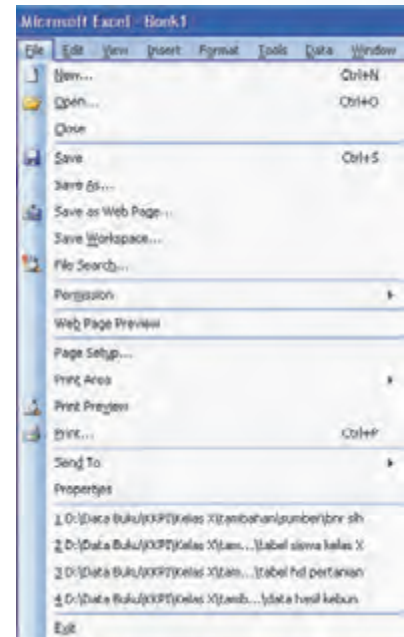 Microsoft Excel - Book1
File Edit View Insert Format Tools Data Window
New... Ctrl+N
Open... Ctrl+O
Close
Save Ctrl+S
Save As...
Save as Web Page...
Save Workspace...
File Search...
Permission
Web Page Preview
Page Setup...
Print Area
Print Preview
Print... Ctrl+P
Send To
Properties
1 D:\Data Buku\KKPI\Kelas X\tambahan\sumber\bnr slh
2 D:\Data Buku\KKPI\Kelas X\tam...\tabel siswa kelas X
3 D:\Data Buku\KKPI\Kelas X\tam...\tabel hsl pertanian
4 D:\Data Buku\KKPI\Kelas X\tamb...\data hasil kebun
Exit